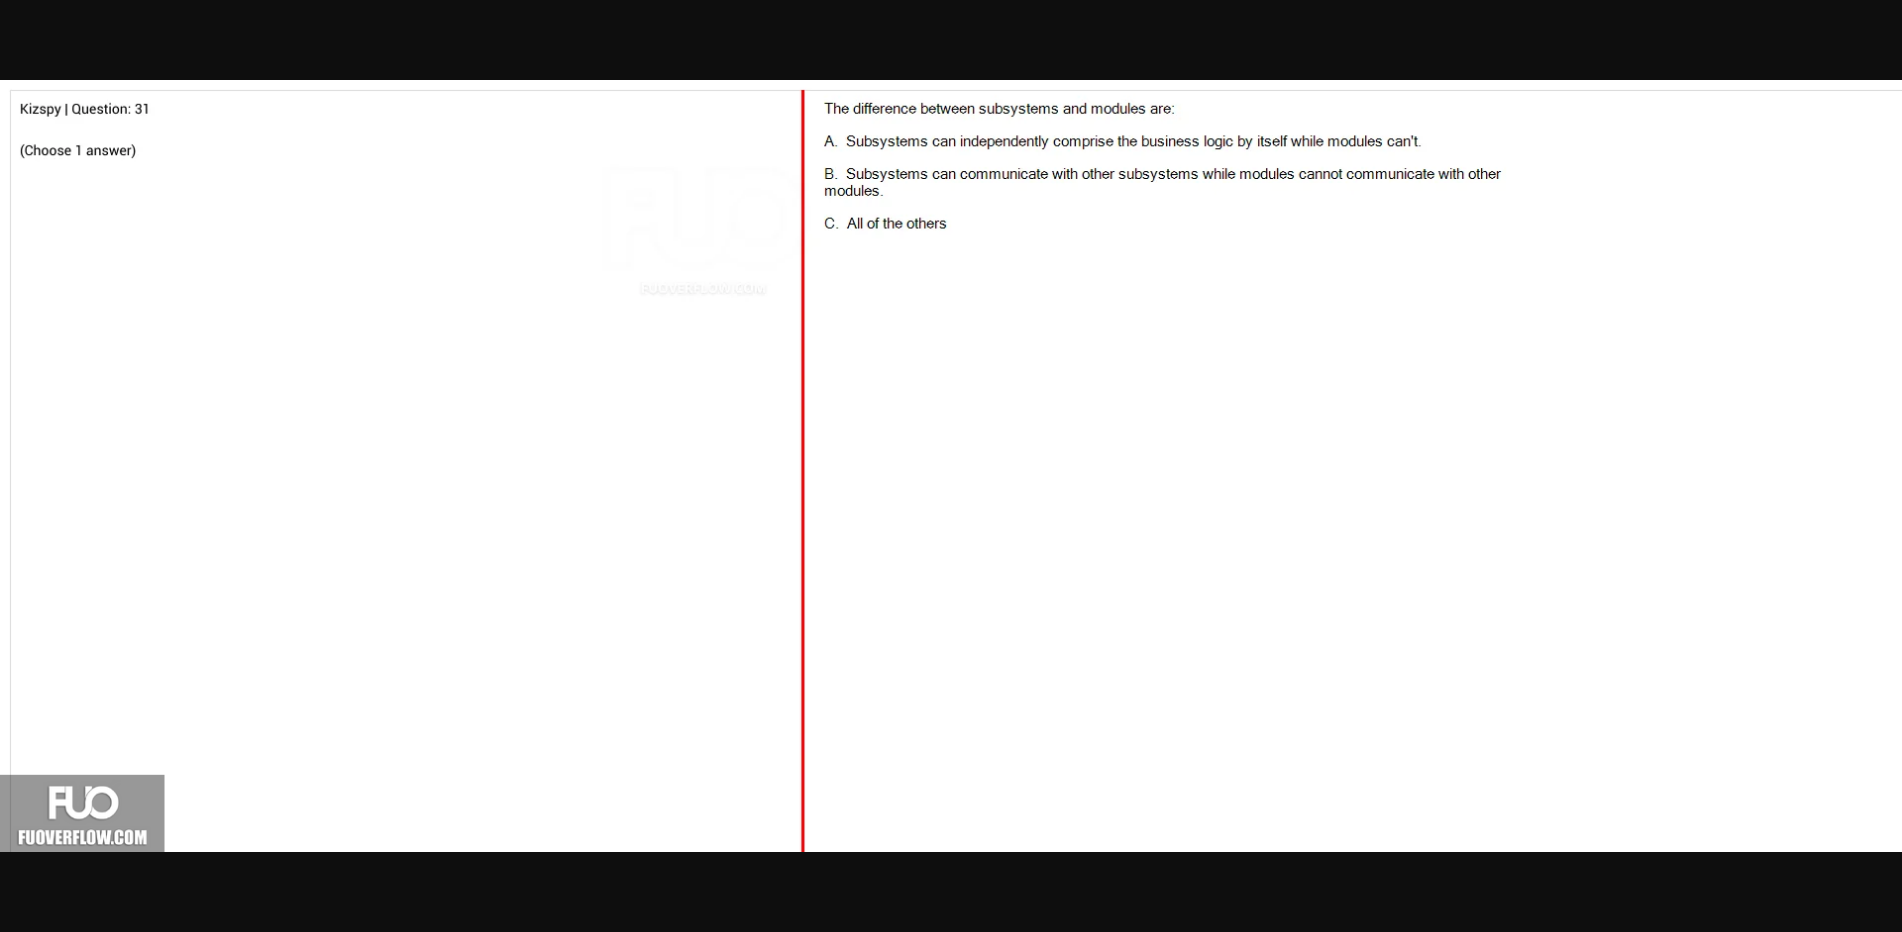 Kizspy | Question: 31
(Choose 1 answer)
The difference between subsystems and modules are:
A. Subsystems can independently comprise the business logic by itself while modules can't.
B. Subsystems can communicate with other subsystems while modules cannot communicate with other
modules.
C. All of the others
FUO
FUOVERFLOW.COM
FUO
FUOVERFLOW.COM